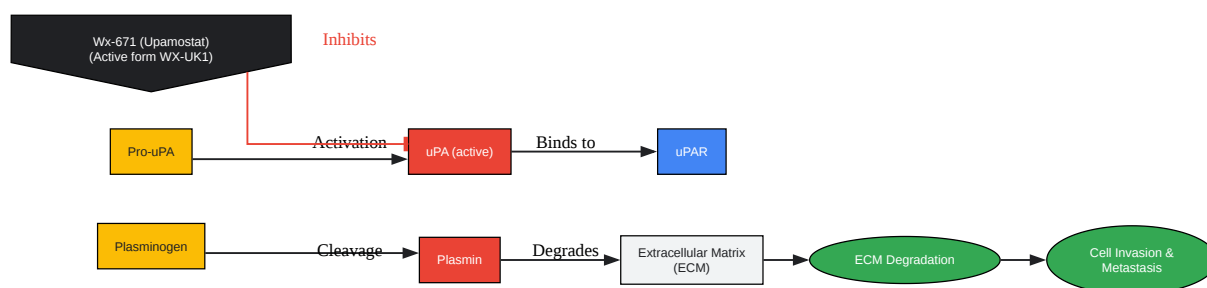 Wx-671 (Upamostat)
(Active form WX-UK1)
Inhibits
Pro-uPA
Activation
uPA (active)
Binds to
uPAR
Plasminogen
Cleavage
Plasmin
Degrades
Extracellular Matrix
(ECM)
ECM Degradation
Cell Invasion &
Metastasis